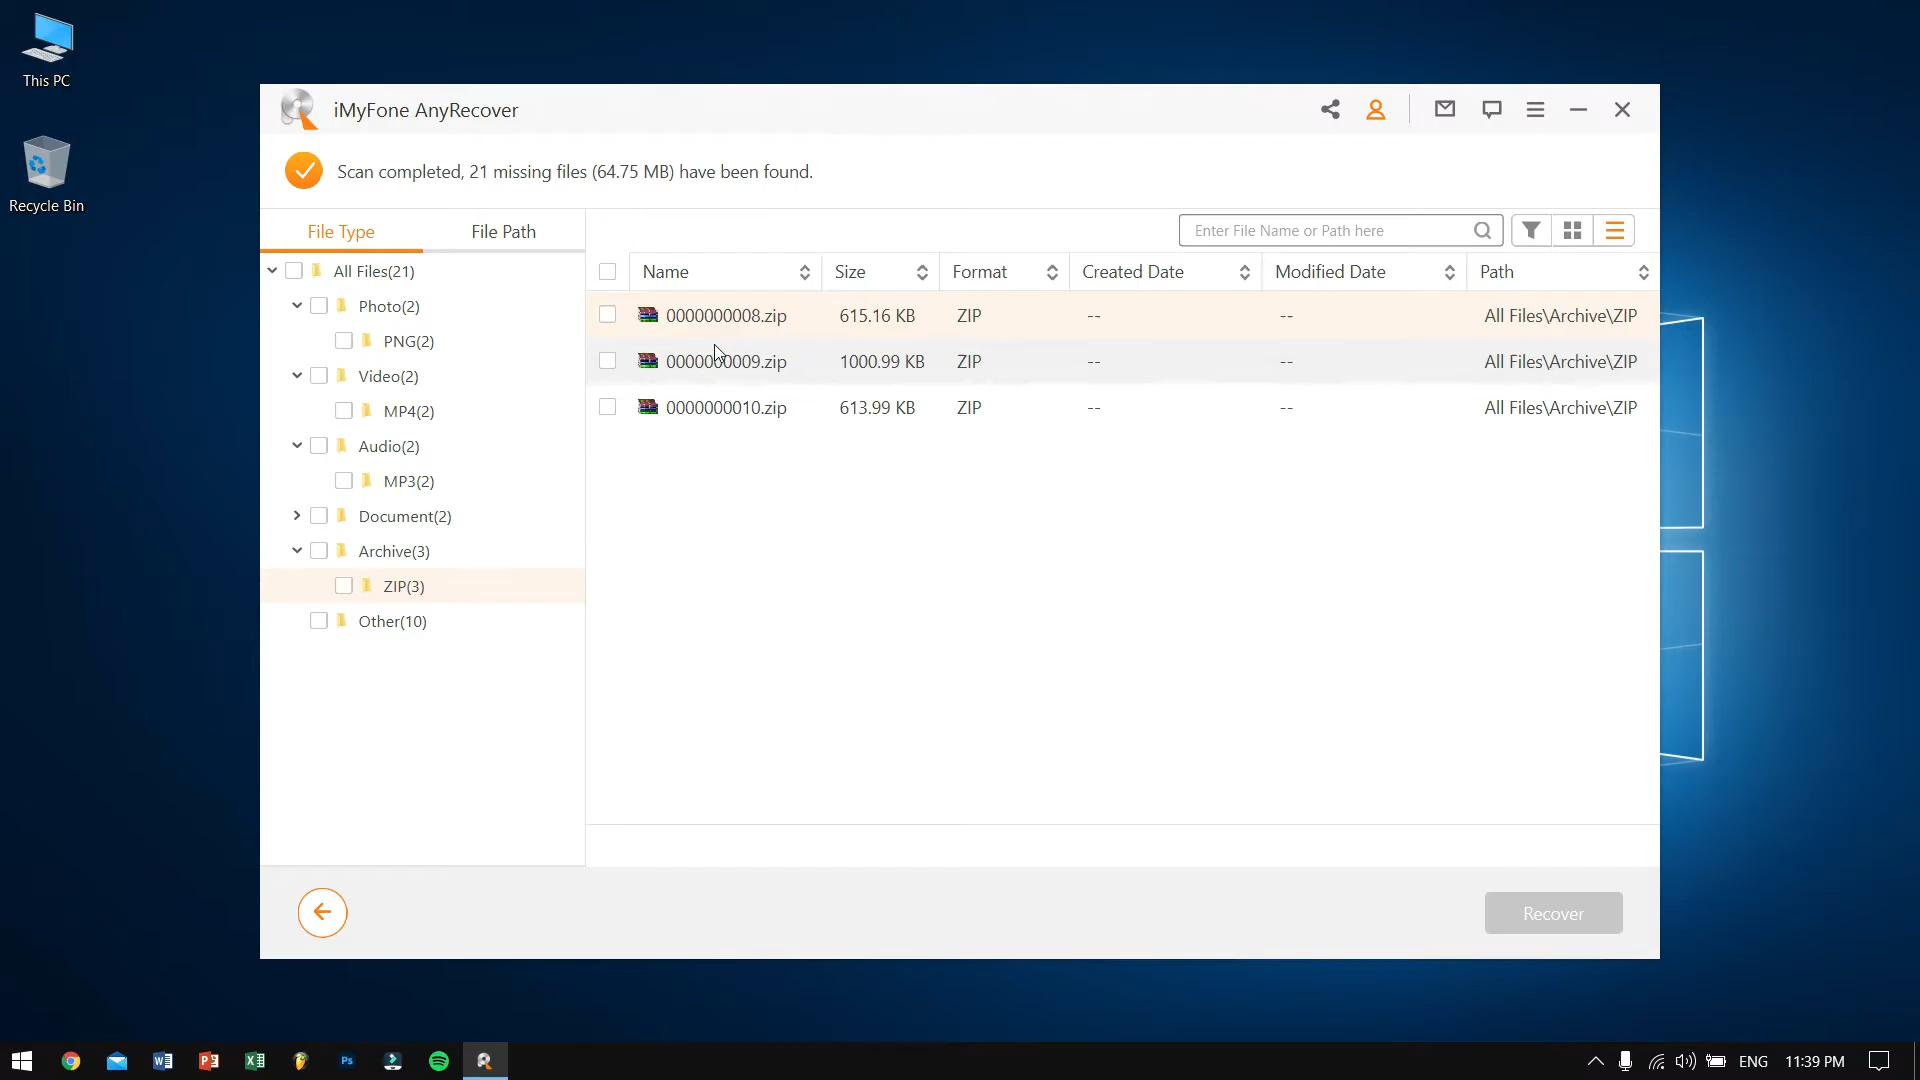 This PC
Recycle Bin
iMyFone AnyRecover
Scan completed, 21 missing files (64.75 MB) have been found.
File Type File Path
Enter File Name or Path here
All Files(21)
Photo(2)
PNG(2)
Video(2)
MP4(2)
Audio(2)
MP3(2)
Document(2)
Archive(3)
ZIP(3)
Other(10)
Name Size Format Created Date Modified Date Path
0000000008.zip 615.16 KB ZIP -- -- All Files\Archive\ZIP
0000000009.zip 1000.99 KB ZIP -- -- All Files\Archive\ZIP
0000000010.zip 613.99 KB ZIP -- -- All Files\Archive\ZIP
Recover
Ps
ENG 11:39 PM